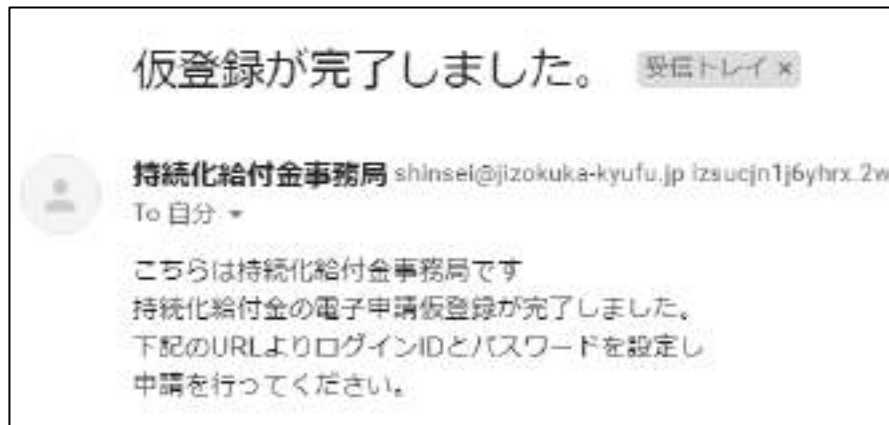 仮登録が完了しました。 受信トレイ ×
持続化給付金事務局 shinsei@jizokuka-kyufu.jp
To 自分
こちらは持続化給付金事務局です
持続化給付金の電子申請仮登録が完了しました。
下記のURLよりログインIDとパスワードを設定し
申請を行ってください。